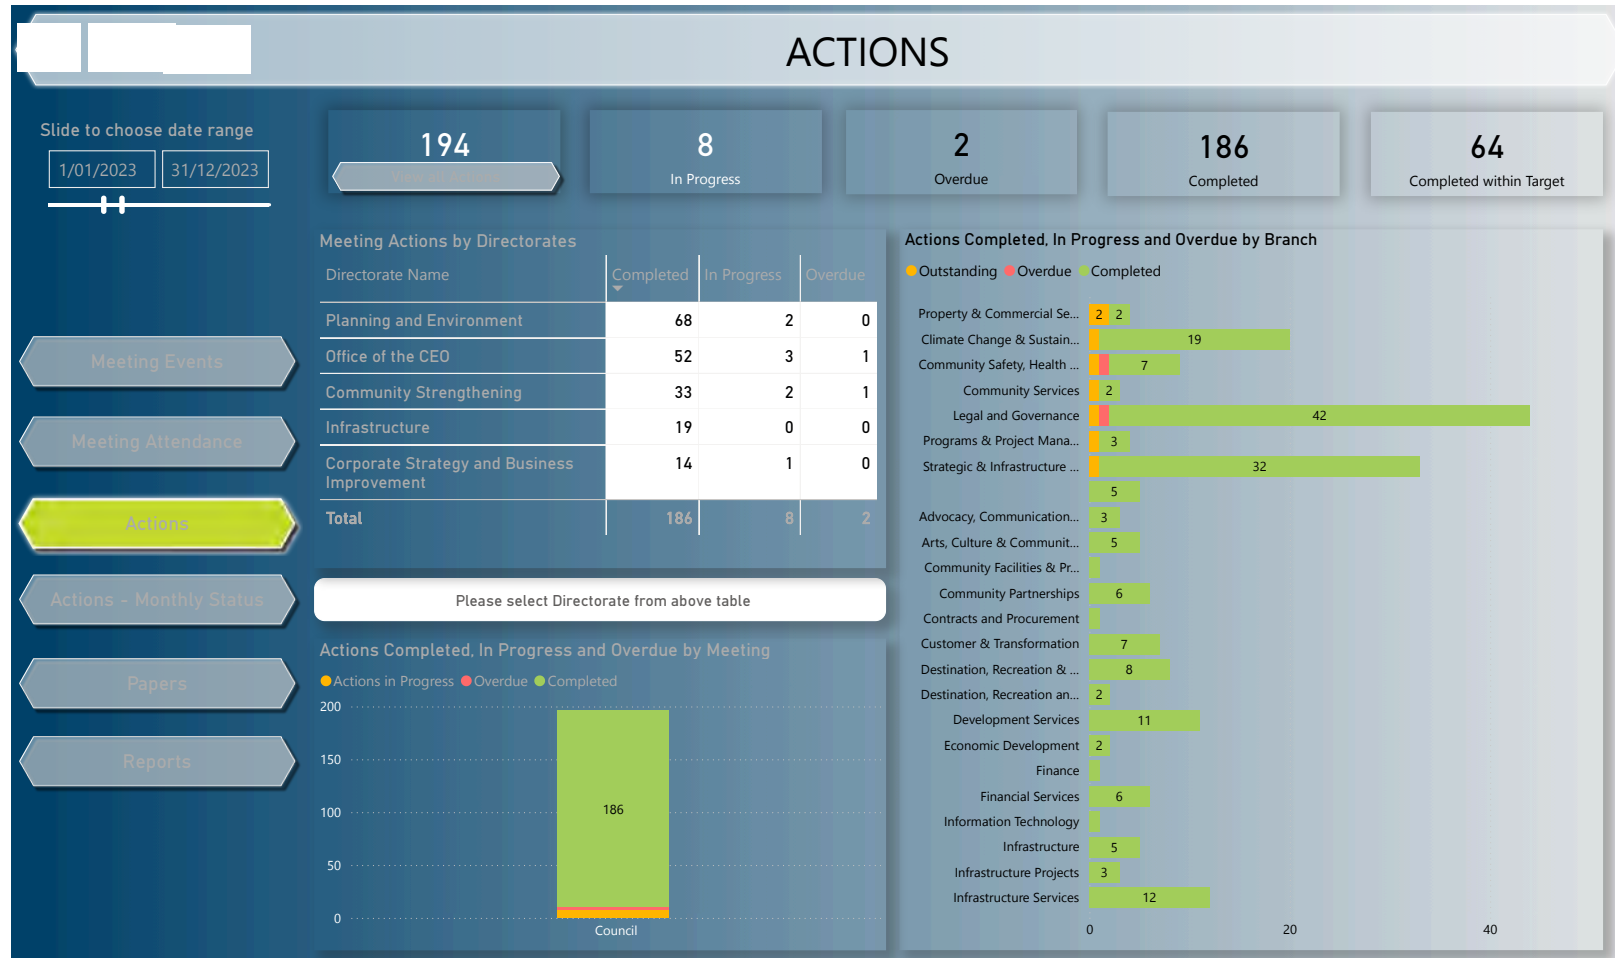 ACTIONS
Slide to choose date range
1/01/2023
31/12/2023
194
8
In Progress
2
Overdue
186
Completed
64
Completed within Target
Meeting Events
Meeting Attendance
Actions
Actions - Monthly Status
Papers
Reports
Meeting Actions by Directorates
Directorate Name Completed In Progress Overdue
Planning and Environment 68 2 0
Office of the CEO 52 3 1
Community Strengthening 33 2 1
Infrastructure 19 0 0
Corporate Strategy and Business 14 1 0
Improvement
Total 186 8 2
Please select Directorate from above table
Actions Completed, In Progress and Overdue by Meeting
Actions in Progress Overdue Completed
200
150
100
50
0
186
Council
Actions Completed, In Progress and Overdue by Branch
Outstanding Overdue Completed
Property & Commercial Se... 2 2
Climate Change & Sustain... 19
Community Safety, Health ... 7
Community Services 2
Legal and Governance 42
Programs & Project Mana... 3
Strategic & Infrastructure ... 32
5
Advocacy, Communication... 3
Arts, Culture & Communit... 5
Community Facilities & Pr...
Community Partnerships 6
Contracts and Procurement
Customer & Transformation 7
Destination, Recreation & ... 8
Destination, Recreation an... 2
Development Services 11
Economic Development 2
Finance
Financial Services 6
Information Technology
Infrastructure 5
Infrastructure Projects 3
Infrastructure Services 12
0 20 40